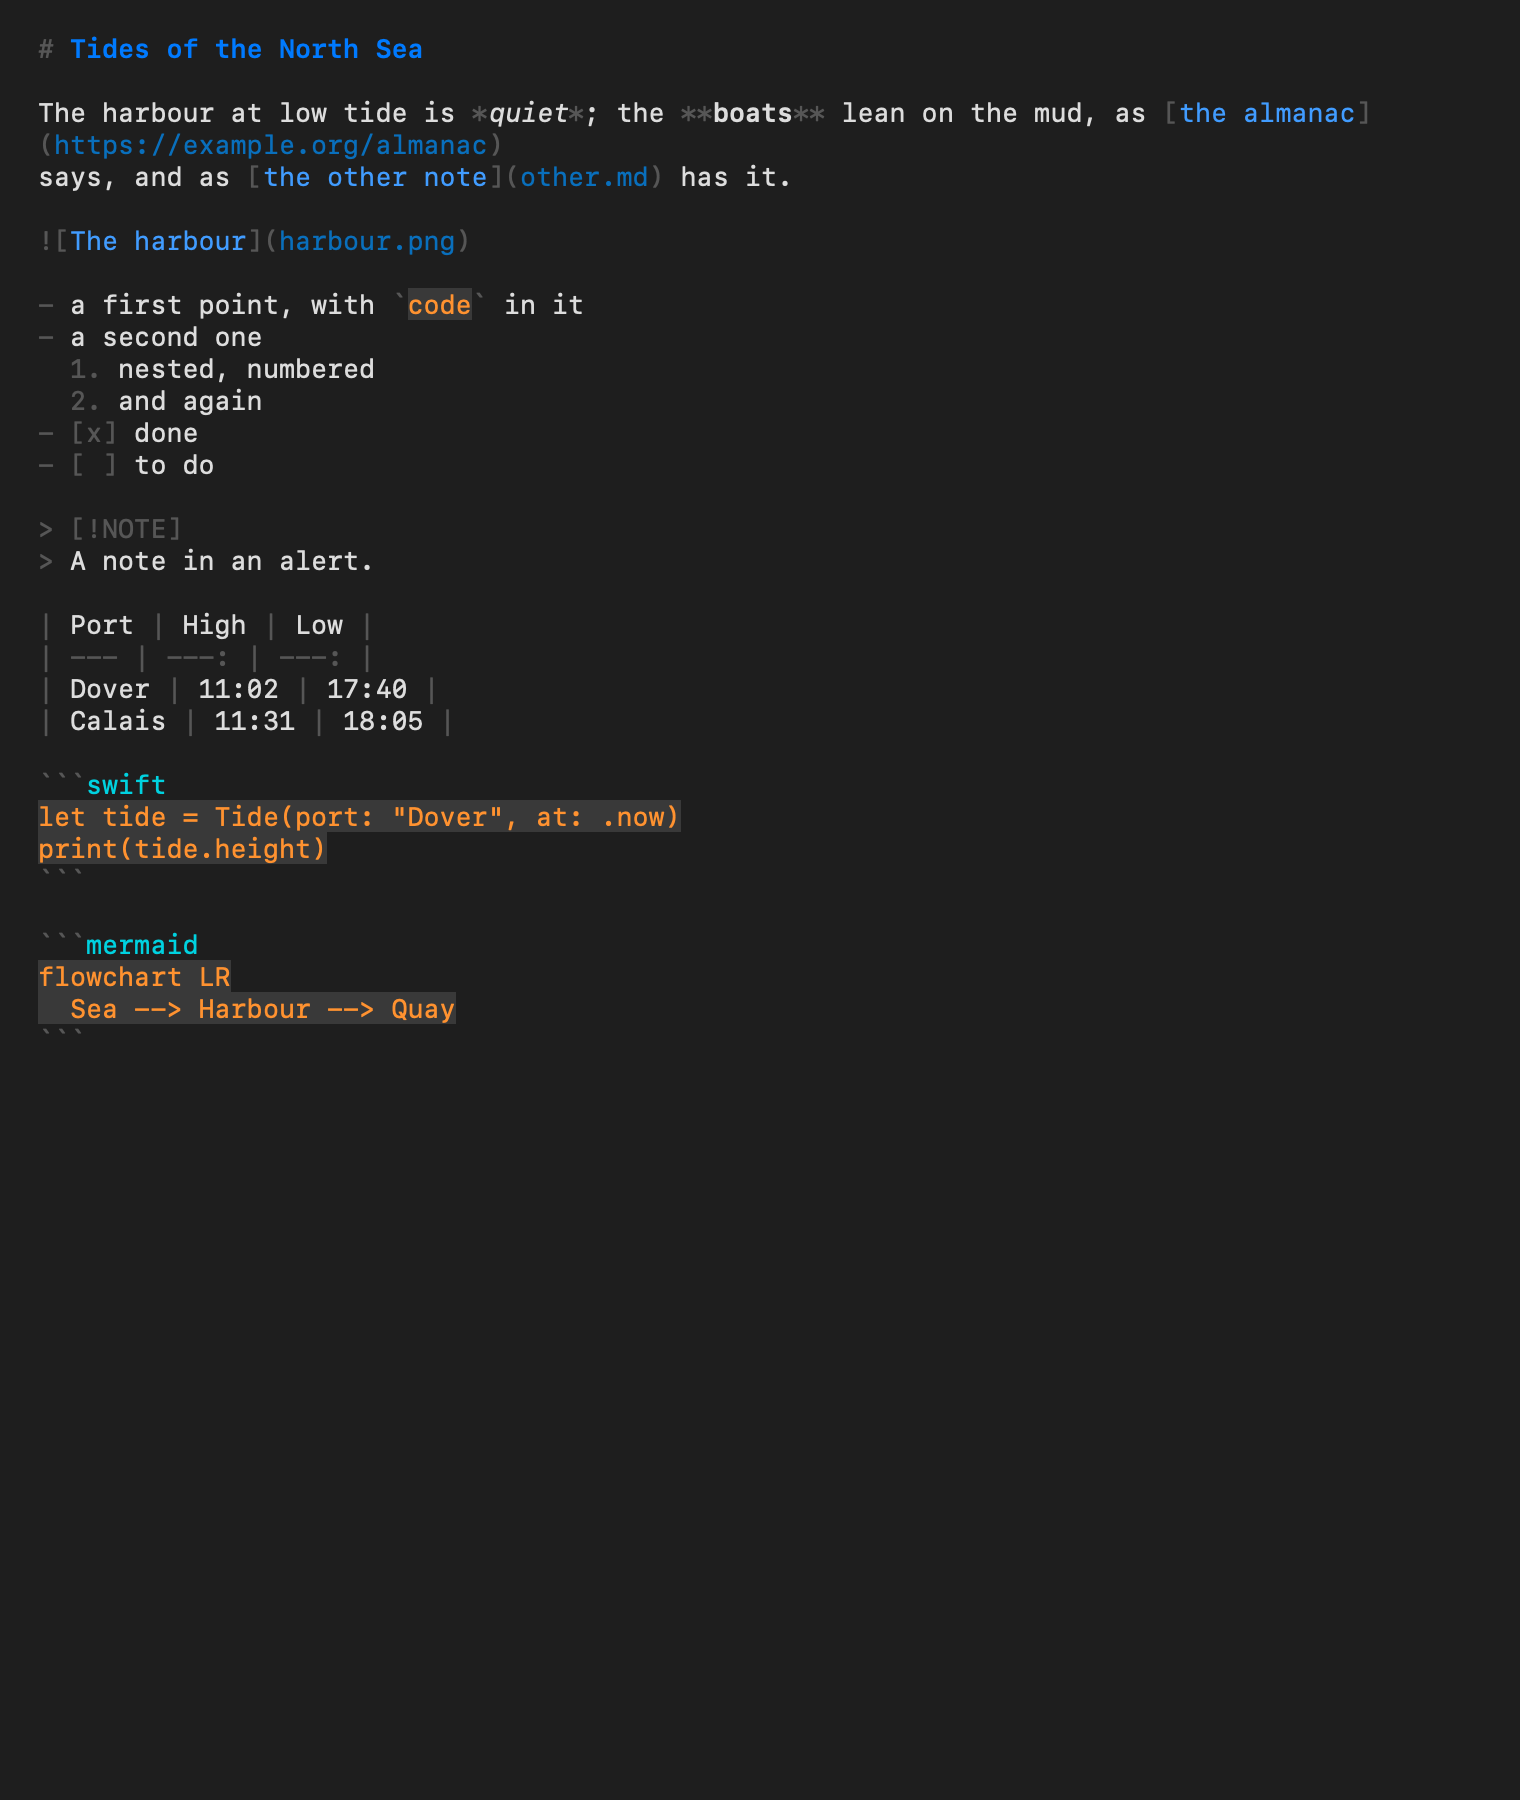 # Tides of the North Sea

The harbour at low tide is *quiet*; the **boats** lean on the mud, as [the almanac]
(https://example.org/almanac)
says, and as [the other note](other.md) has it.

![The harbour](harbour.png)

- a first point, with `code` in it
- a second one
  1. nested, numbered
  2. and again
- [x] done
- [ ] to do

> [!NOTE]
> A note in an alert.

| Port | High | Low |
| --- | ---: | ---: |
| Dover | 11:02 | 17:40 |
| Calais | 11:31 | 18:05 |

```swift
let tide = Tide(port: "Dover", at: .now)
print(tide.height)
```

```mermaid
flowchart LR
  Sea --> Harbour --> Quay
```